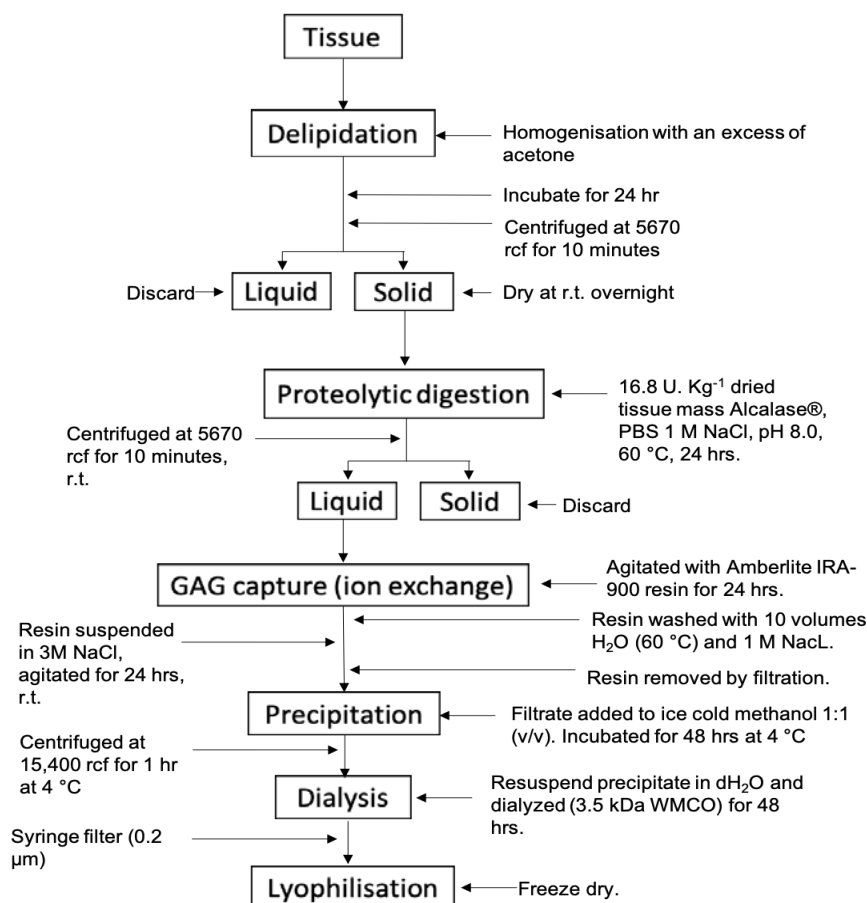 Tissue
Delipidation
Homogenisation with an excess of
acetone
Incubate for 24 hr
Centrifuged at 5670
rcf for 10 minutes
Discard
Liquid
Solid
Dry at r.t. overnight
Proteolytic digestion
16.8 U. Kg⁻¹ dried
tissue mass Alcalase®,
PBS 1 M NaCl, pH 8.0,
60 °C, 24 hrs.
Centrifuged at 5670
rcf for 10 minutes,
r.t.
Liquid
Solid
Discard
GAG capture (ion exchange)
Agitated with Amberlite IRA-
900 resin for 24 hrs.
Resin washed with 10 volumes
H₂O (60 °C) and 1 M NacL.
Resin suspended
in 3M NaCl,
agitated for 24 hrs,
r.t.
Resin removed by filtration.
Precipitation
Filtrate added to ice cold methanol 1:1
(v/v). Incubated for 48 hrs at 4 °C
Centrifuged at
15,400 rcf for 1 hr
at 4 °C
Dialysis
Resuspend precipitate in dH₂O and
dialyzed (3.5 kDa WMCO) for 48
hrs.
Syringe filter (0.2
µm)
Lyophilisation
Freeze dry.